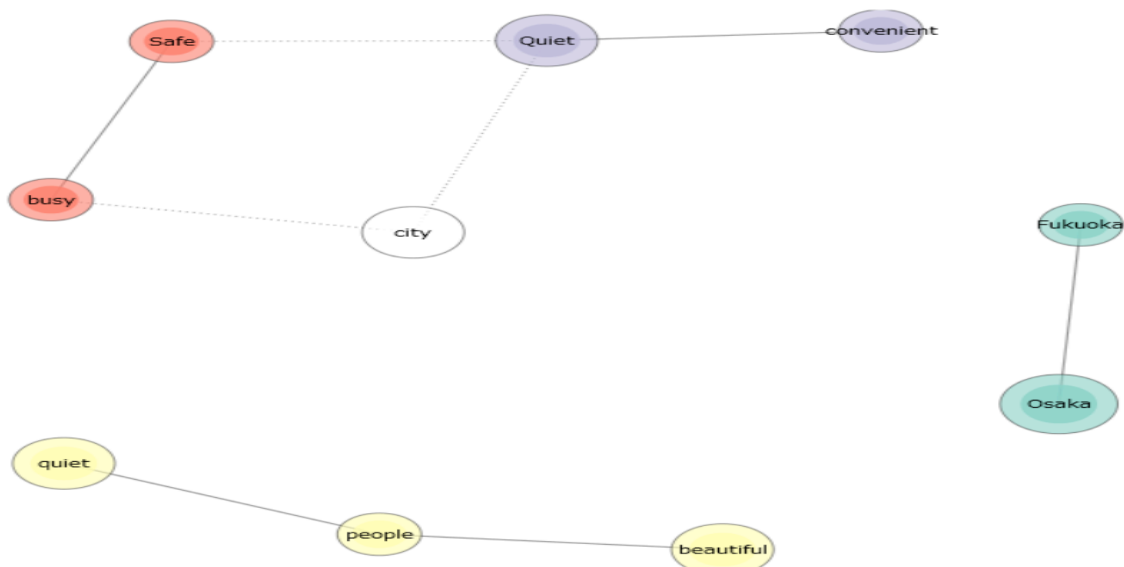 Safe
Quiet
convenient
busy
city
Fukuoka
Osaka
quiet
people
beautiful